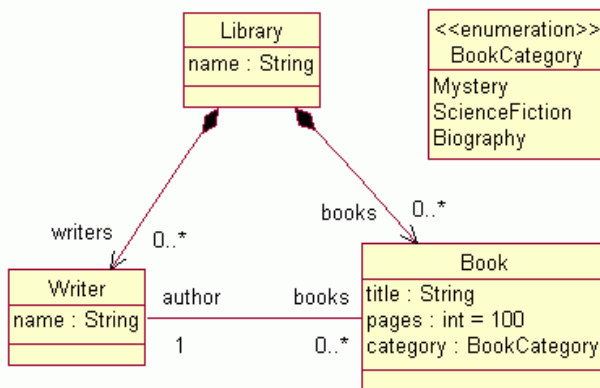 Library
name : String
<<enumeration>>
BookCategory
Mystery
ScienceFiction
Biography
writers
0..*
books
0..*
Writer
name : String
author
books
1
0..*
Book
title : String
pages : int = 100
category : BookCategory